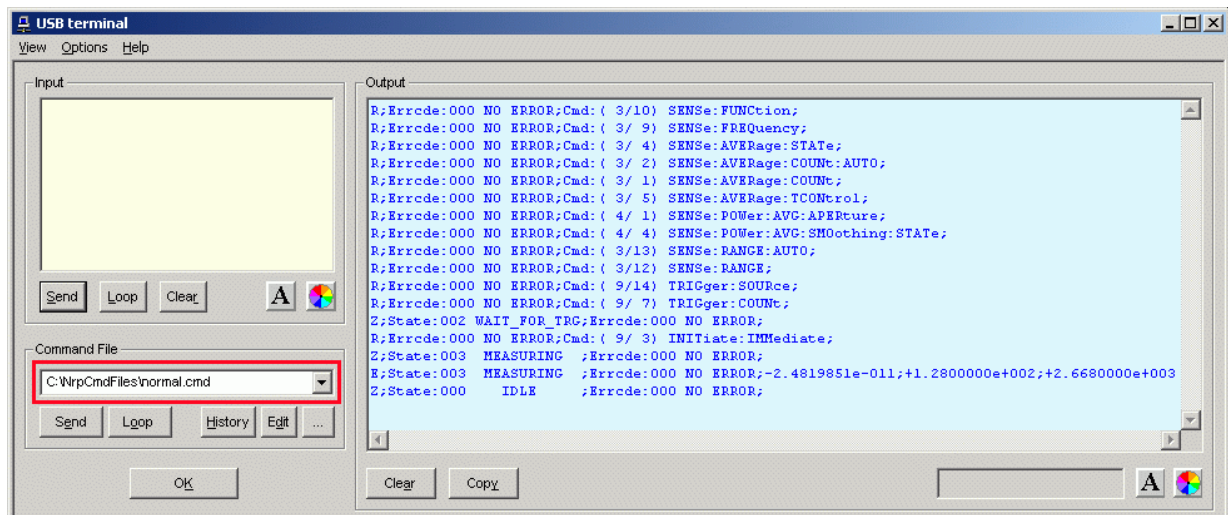 USB terminal
View Options Help
Input
Send Loop Clear A
Command File
C:\NrpCmdFiles\normal.cmd
Send Loop History Edit ...
OK
Output
R;Errcde:000 NO ERROR;Cmd:( 3/10) SENSe:FUNCtion;
R;Errcde:000 NO ERROR;Cmd:( 3/ 9) SENSe:FREQuency;
R;Errcde:000 NO ERROR;Cmd:( 3/ 4) SENSe:AVERage:STATe;
R;Errcde:000 NO ERROR;Cmd:( 3/ 2) SENSe:AVERage:COUNt:AUTO;
R;Errcde:000 NO ERROR;Cmd:( 3/ 1) SENSe:AVERage:COUNt;
R;Errcde:000 NO ERROR;Cmd:( 3/ 5) SENSe:AVERage:TCONtrol;
R;Errcde:000 NO ERROR;Cmd:( 4/ 1) SENSe:POWer:AVG:APERture;
R;Errcde:000 NO ERROR;Cmd:( 4/ 4) SENSe:POWer:AVG:SMOothing:STATe;
R;Errcde:000 NO ERROR;Cmd:( 3/13) SENSe:RANGE:AUTO;
R;Errcde:000 NO ERROR;Cmd:( 3/12) SENSe:RANGE;
R;Errcde:000 NO ERROR;Cmd:( 9/14) TRIGger:SOURce;
R;Errcde:000 NO ERROR;Cmd:( 9/ 7) TRIGger:COUNt;
Z;State:002 WAIT_FOR_TRG;Errcde:000 NO ERROR;
R;Errcde:000 NO ERROR;Cmd:( 9/ 3) INITiate:IMMediate;
Z;State:003  MEASURING  ;Errcde:000 NO ERROR;
E;State:003  MEASURING  ;Errcde:000 NO ERROR;-2.4819851e-011;+1.2800000e+002;+2.6680000e+003
Z;State:000    IDLE     ;Errcde:000 NO ERROR;
Clear Copy A